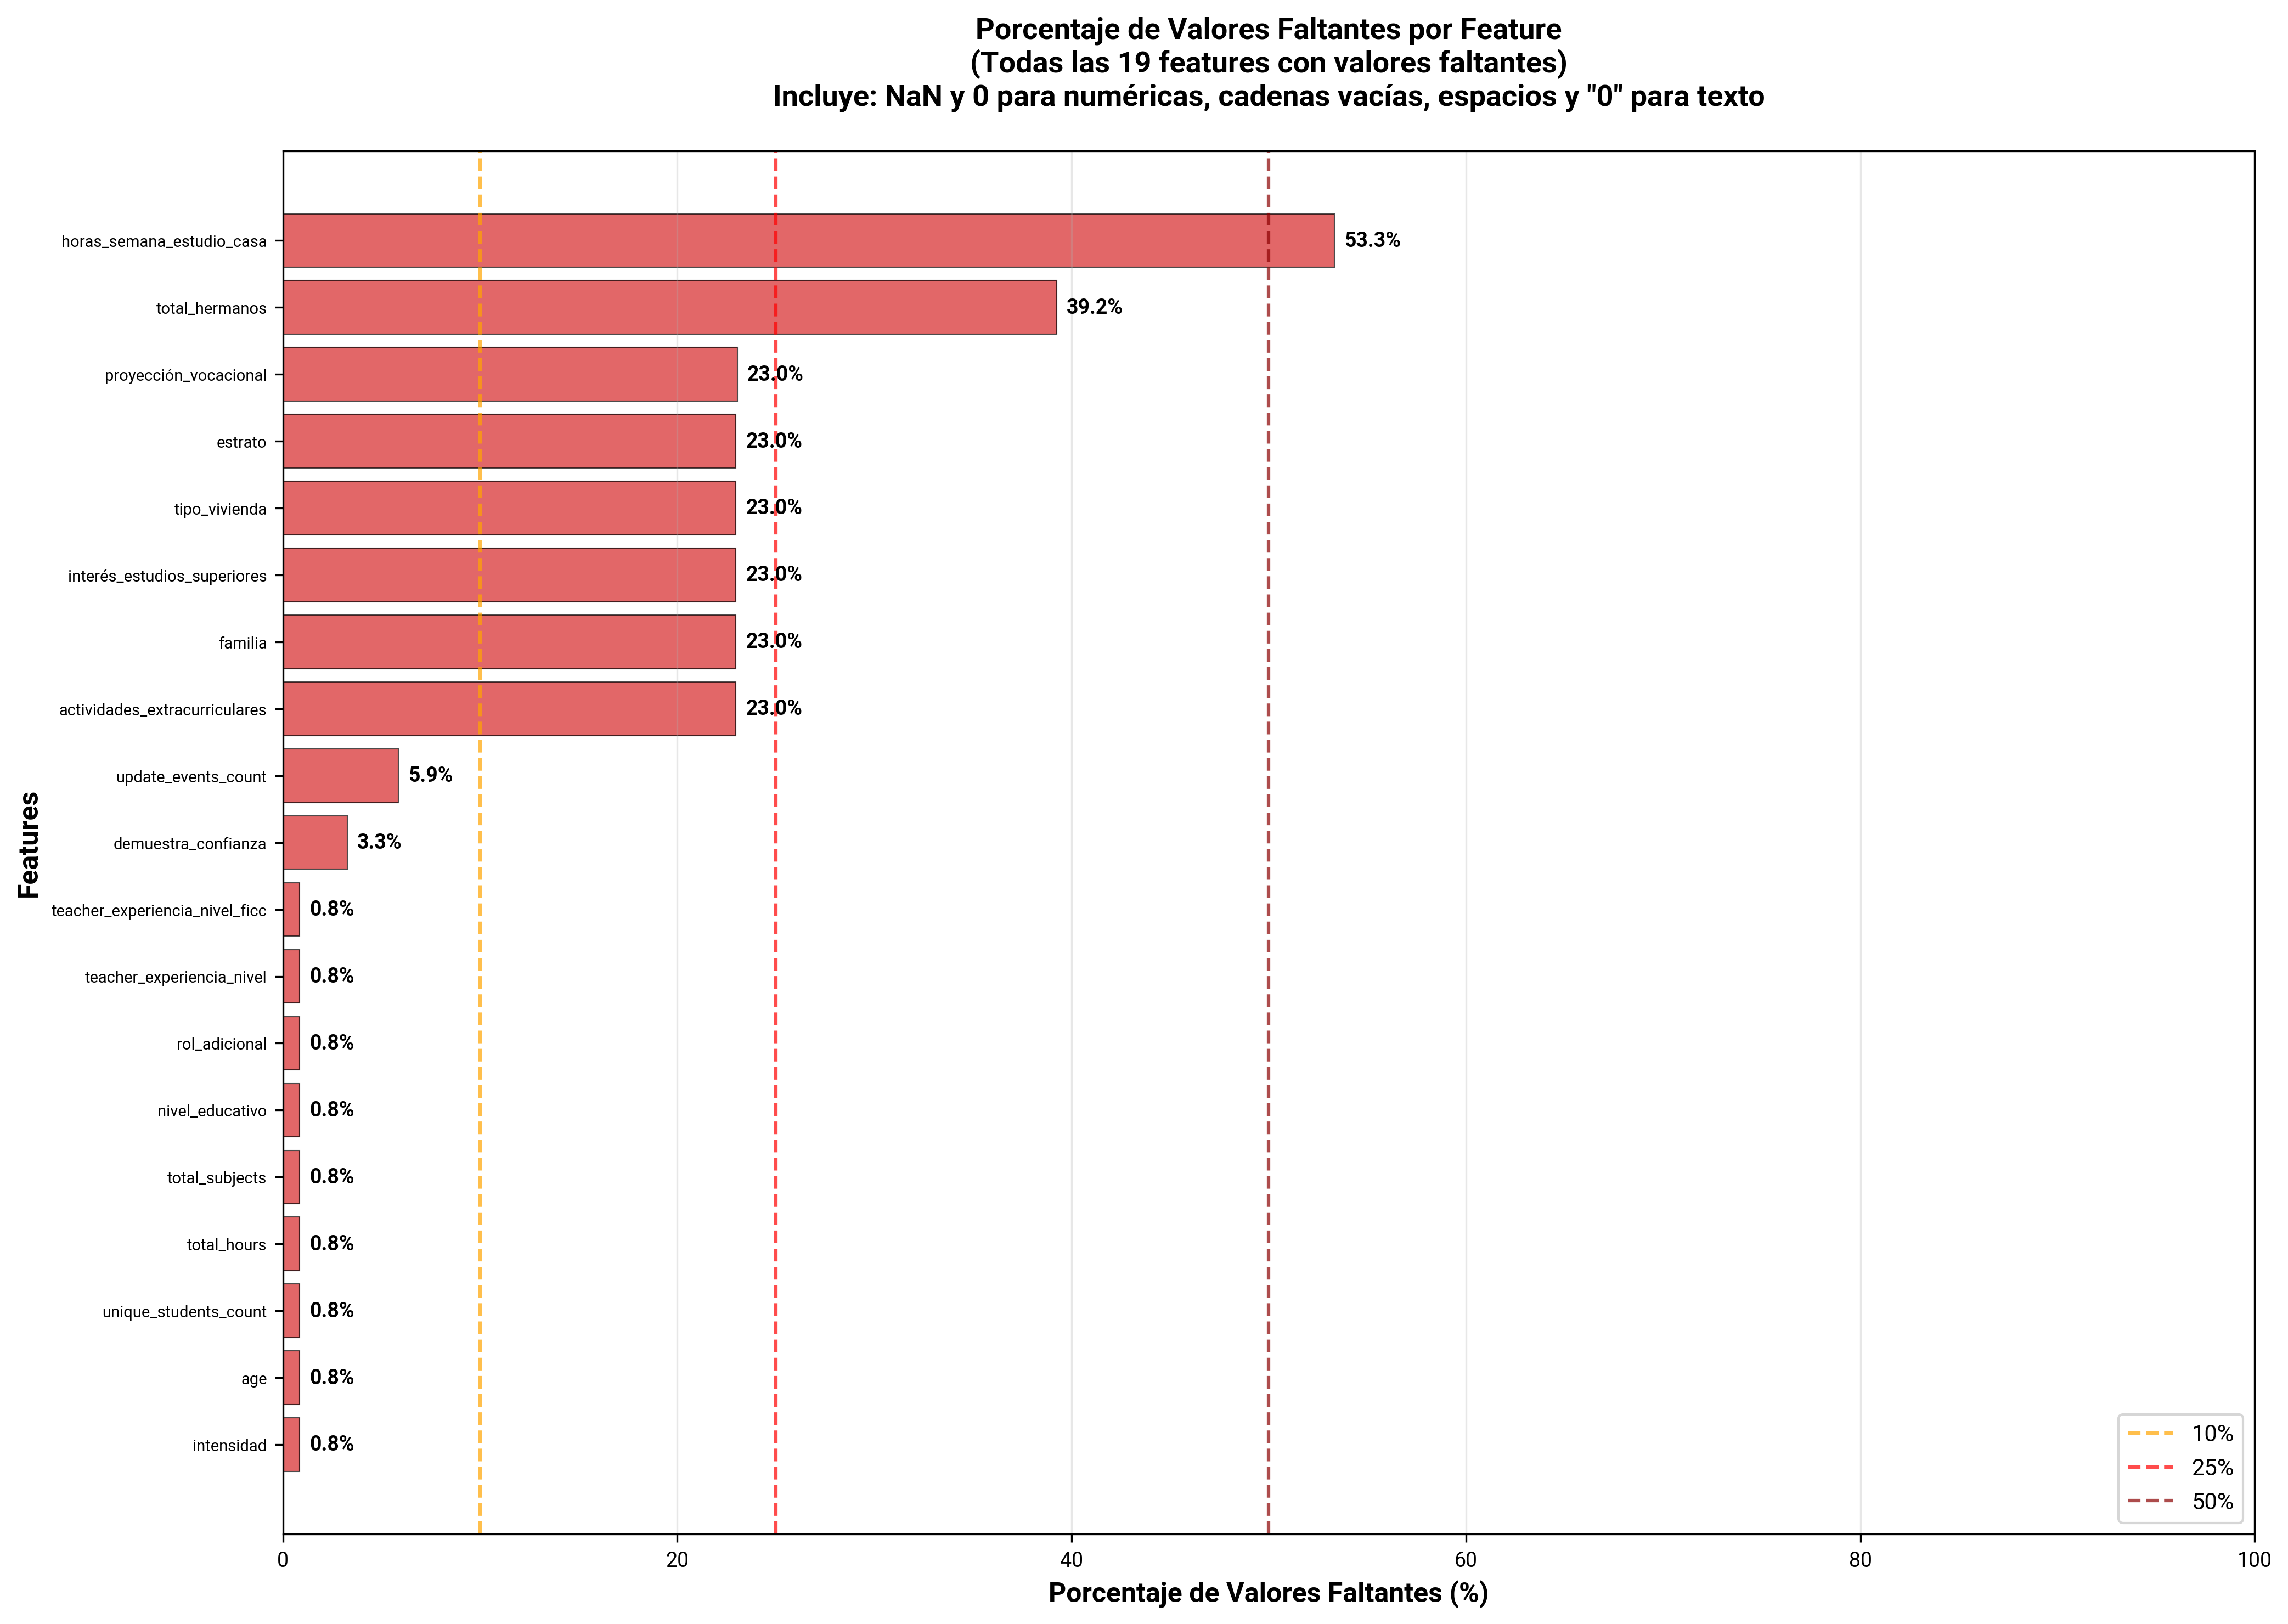 Porcentaje de Valores Faltantes por Feature
(Todas las 19 features con valores faltantes)
Incluye: NaN y 0 para numéricas, cadenas vacías, espacios y "0" para texto
Features
horas_semana_estudio_casa 53.3%
total_hermanos 39.2%
proyección_vocacional 23.0%
estrato 23.0%
tipo_vivienda 23.0%
interés_estudios_superiores 23.0%
familia 23.0%
actividades_extracurriculares 23.0%
update_events_count 5.9%
demuestra_confianza 3.3%
teacher_experiencia_nivel_ficc 0.8%
teacher_experiencia_nivel 0.8%
rol_adicional 0.8%
nivel_educativo 0.8%
total_subjects 0.8%
total_hours 0.8%
unique_students_count 0.8%
age 0.8%
intensidad 0.8%
10%
25%
50%
0 20 40 60 80 100
Porcentaje de Valores Faltantes (%)